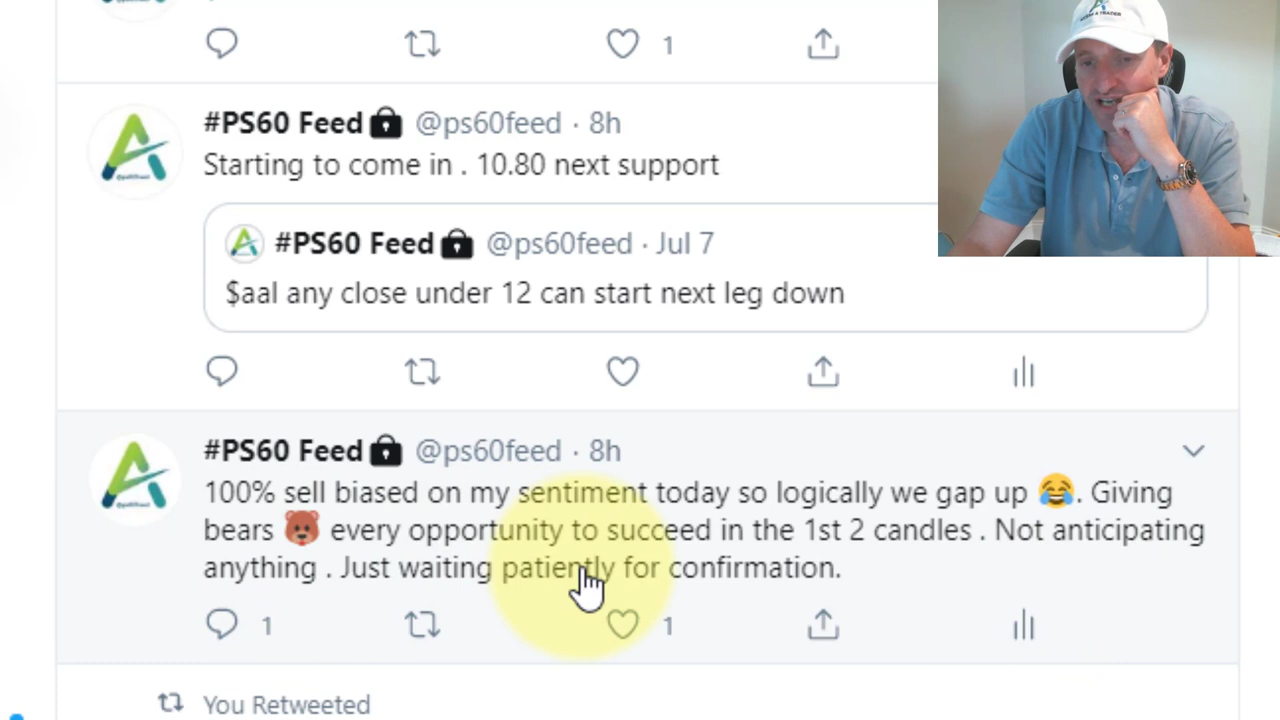 1
#PS60 Feed @ps60feed · 8h
Starting to come in . 10.80 next support
#PS60 Feed @ps60feed · Jul 7
$aal any close under 12 can start next leg down
#PS60 Feed @ps60feed · 8h
100% sell biased on my sentiment today so logically we gap up 😂. Giving
bears 🐻 every opportunity to succeed in the 1st 2 candles . Not anticipating
anything . Just waiting patiently for confirmation.
1 1
You Retweeted